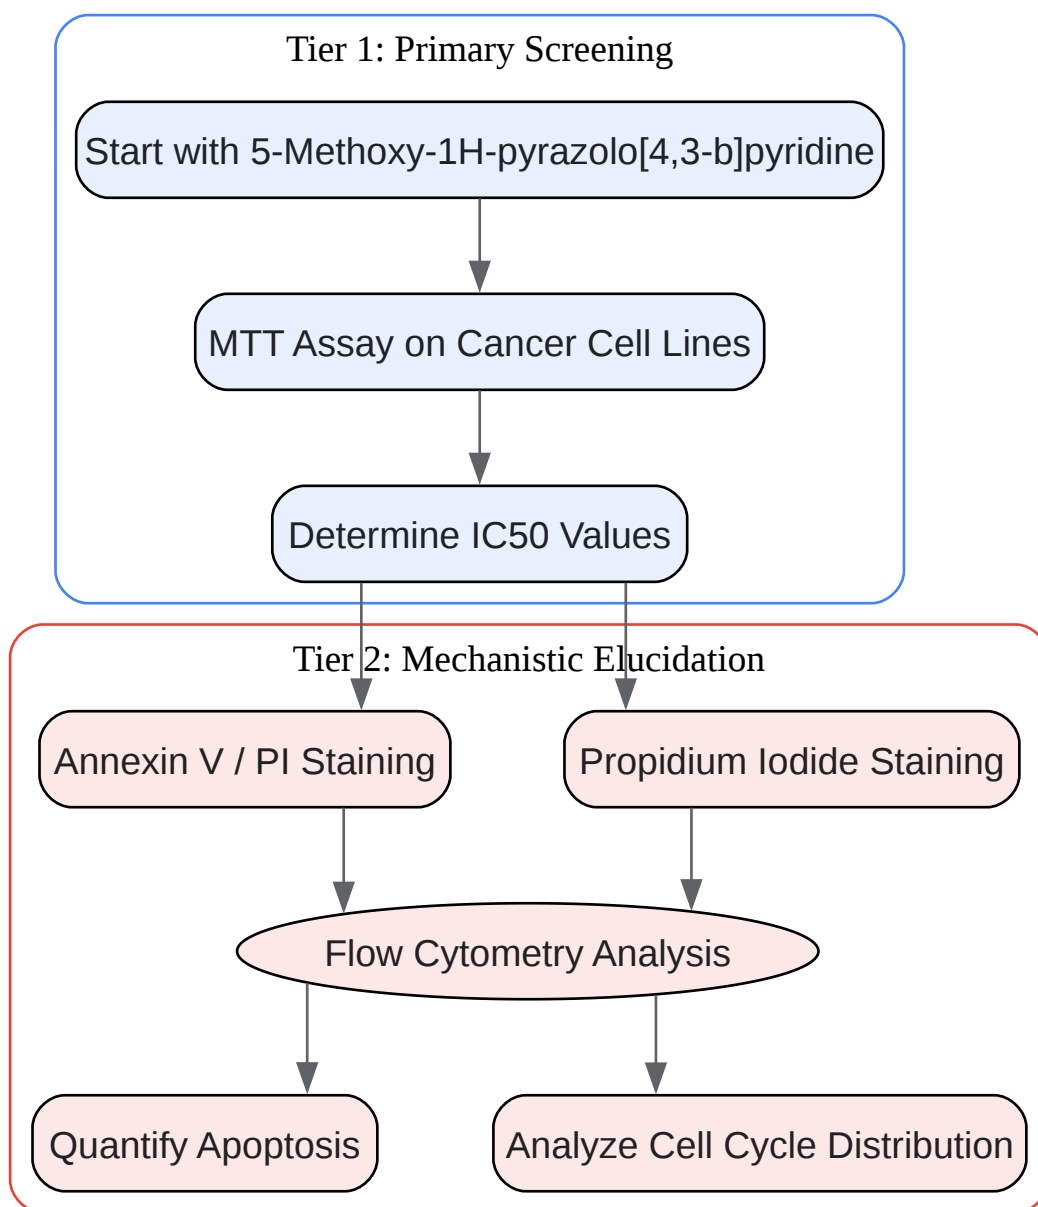 Tier 1: Primary Screening
Start with 5-Methoxy-1H-pyrazolo[4,3-b]pyridine
MTT Assay on Cancer Cell Lines
Determine IC50 Values
Tier 2: Mechanistic Elucidation
Annexin V / PI Staining
Propidium Iodide Staining
Flow Cytometry Analysis
Quantify Apoptosis
Analyze Cell Cycle Distribution